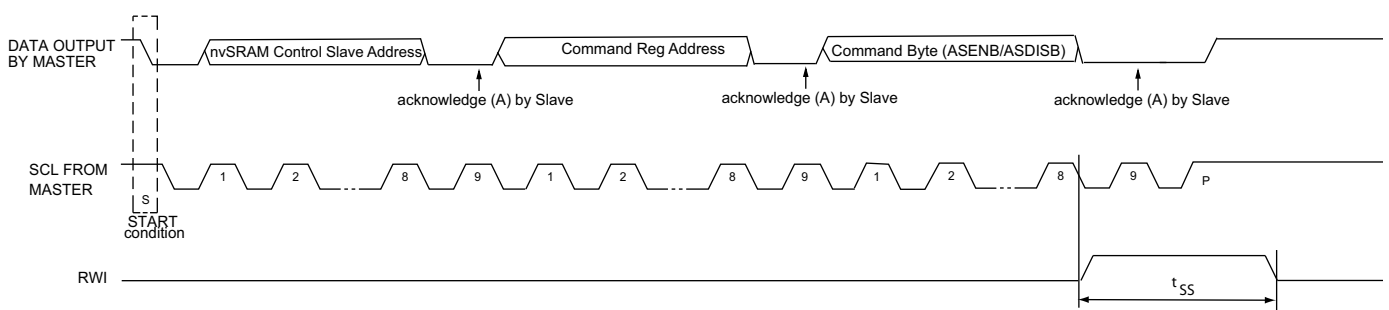 DATA OUTPUT
BY MASTER
nvSRAM Control Slave Address
Command Reg Address
Command Byte (ASENB/ASDISB)
acknowledge (A) by Slave
acknowledge (A) by Slave
acknowledge (A) by Slave
SCL FROM
MASTER
S
1
2
8
9
1
2
8
9
1
2
8
9
P
START
condition
RWI
tSS